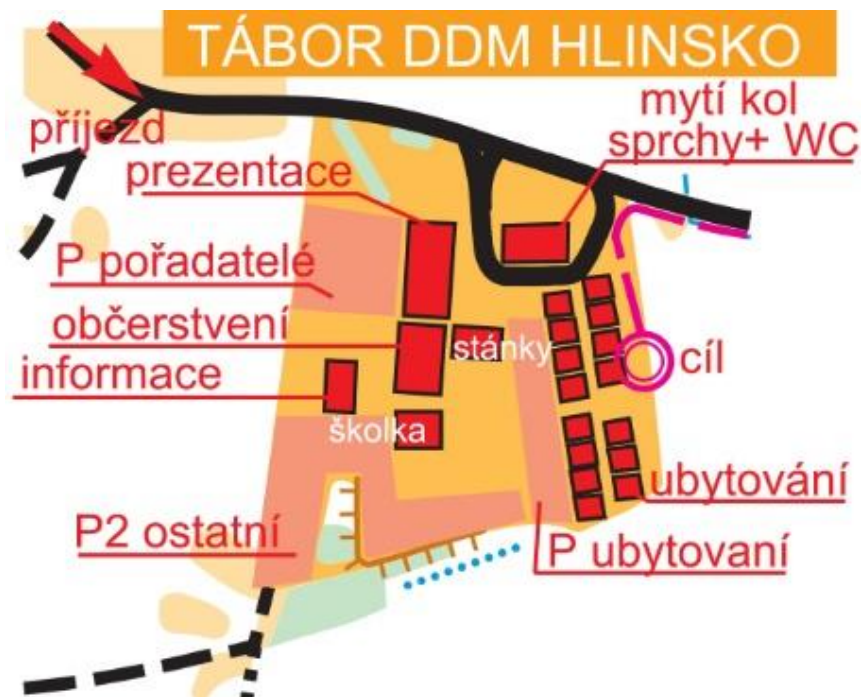 TÁBOR DDM HLINSKO
příjezd
mytí kol
sprchy+ WC
prezentace
P pořadatelé
občerstvení
stánky
cíl
informace
školka
ubytování
P2 ostatní
P ubytovaní